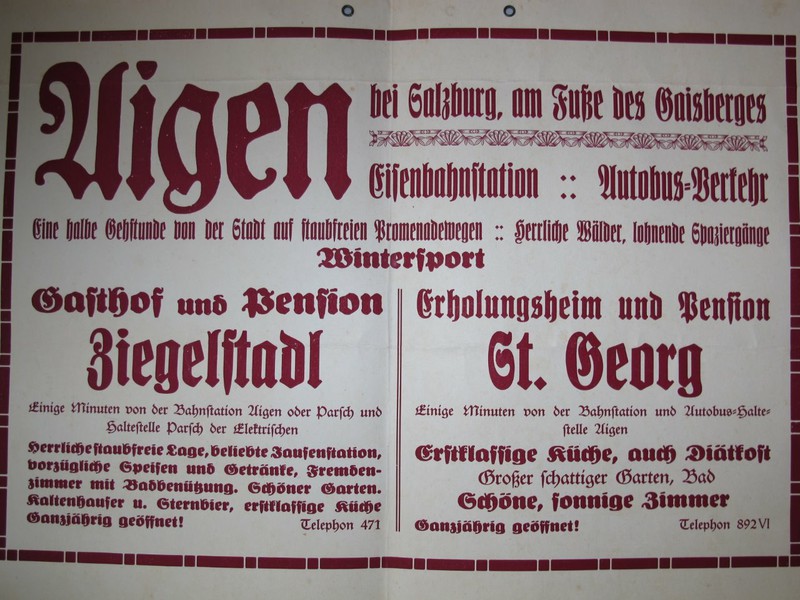 Aigen
bei Salzburg, am Fuße des Gaisberges
Eisenbahnstation :: Autobus=Verkehr
Eine halbe Gehstunde von der Stadt auf staubfreien Promenadewegen :: Herrliche Wälder, lohnende Spaziergänge
Wintersport
Gasthof und Pension
Ziegelstadl
Einige Minuten von der Bahnstation Aigen oder Parsch und
Haltestelle Parsch der Elektrischen
Herrliche staubfreie Lage, beliebte Jausenstation,
vorzügliche Speisen und Getränke, Fremden-
zimmer mit Badbenützung. Schöner Garten.
Kaltenhauser u. Sternbier, erstklassige Küche
Ganzjährig geöffnet! Telephon 471
Erholungsheim und Pension
St. Georg
Einige Minuten von der Bahnstation und Autobus-Halte-
stelle Aigen
Erstklassige Küche, auch Diätkost
Großer schattiger Garten, Bad
Schöne, sonnige Zimmer
Ganzjährig geöffnet! Telephon 892 VI